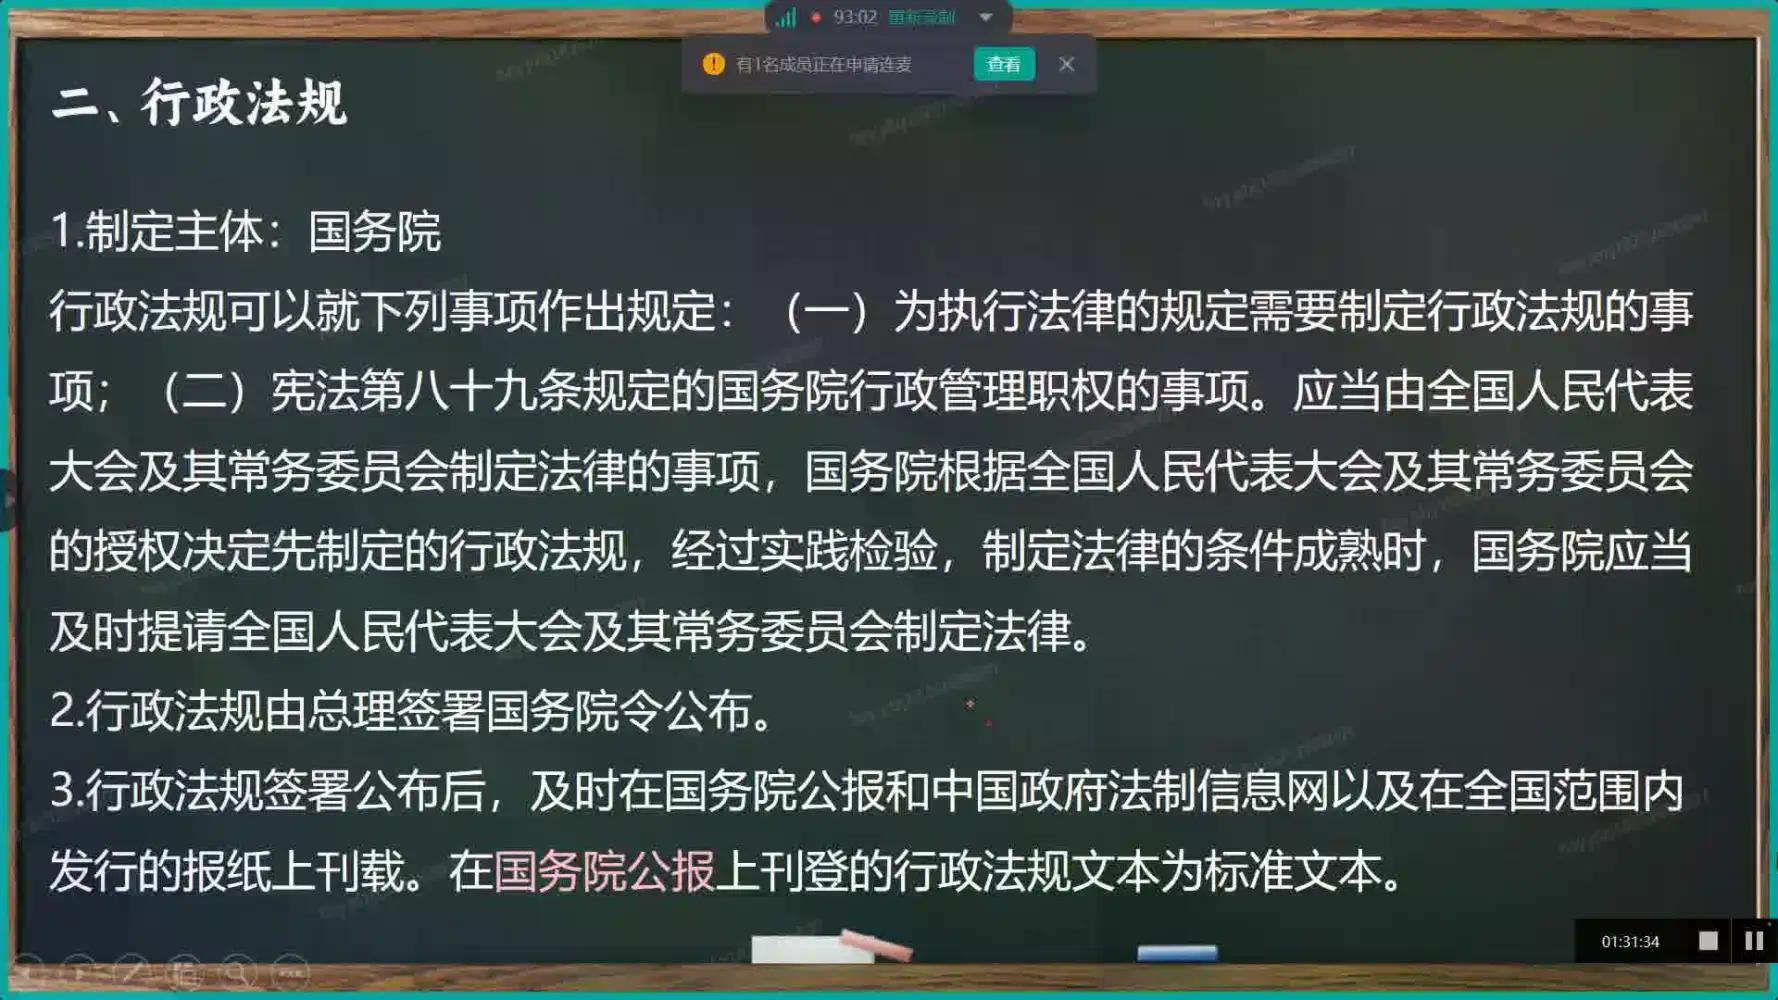 93:02 重新录制
有1名成员正在申请连麦 查看
二、行政法规
1.制定主体：国务院
行政法规可以就下列事项作出规定：（一）为执行法律的规定需要制定行政法规的事
项；（二）宪法第八十九条规定的国务院行政管理职权的事项。应当由全国人民代表
大会及其常务委员会制定法律的事项，国务院根据全国人民代表大会及其常务委员会
的授权决定先制定的行政法规，经过实践检验，制定法律的条件成熟时，国务院应当
及时提请全国人民代表大会及其常务委员会制定法律。
2.行政法规由总理签署国务院令公布。
3.行政法规签署公布后，及时在国务院公报和中国政府法制信息网以及在全国范围内
发行的报纸上刊载。在国务院公报上刊登的行政法规文本为标准文本。
01:31:34